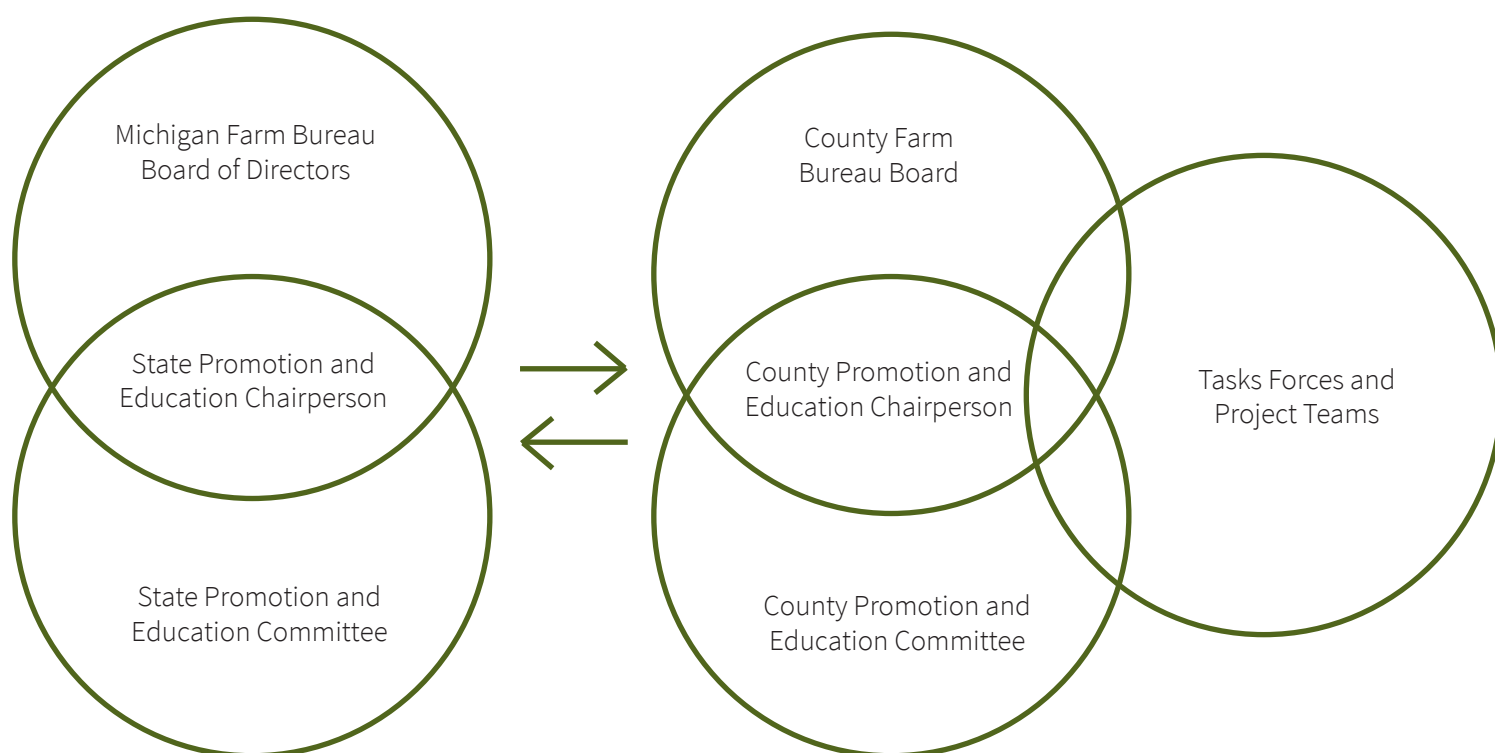 Michigan Farm Bureau
Board of Directors
State Promotion and
Education Chairperson
State Promotion and
Education Committee
County Farm
Bureau Board
County Promotion and
Education Chairperson
County Promotion and
Education Committee
Tasks Forces and
Project Teams